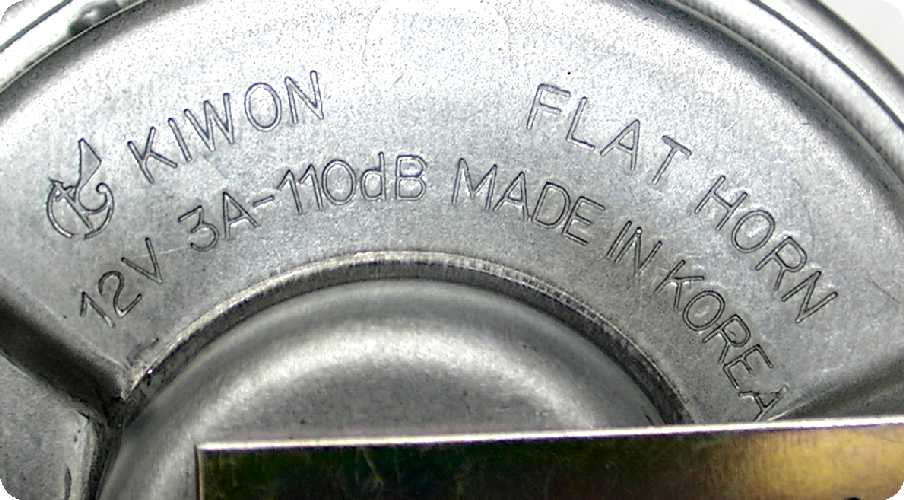 KIWON FLAT HORN
12V 3A-110dB MADE IN KOREA